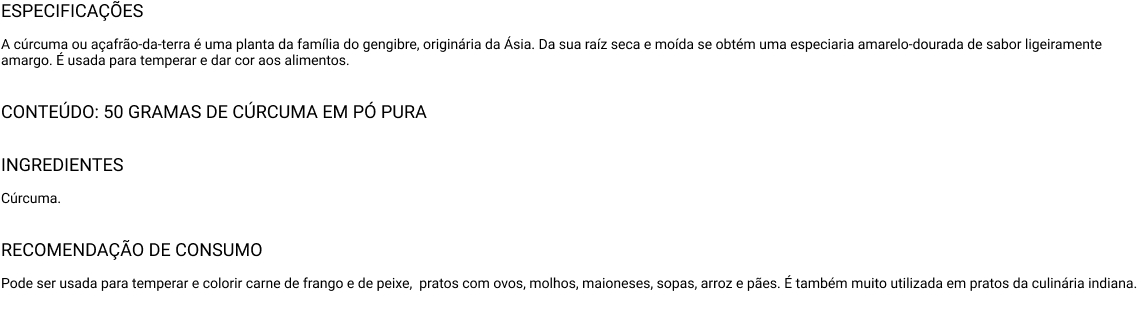 ESPECIFICAÇÕES
A cúrcuma ou açafrão-da-terra é uma planta da família do gengibre, originária da Ásia. Da sua raíz seca e moída se obtém uma especiaria amarelo-dourada de sabor ligeiramente
amargo. É usada para temperar e dar cor aos alimentos.
CONTEÚDO: 50 GRAMAS DE CÚRCUMA EM PÓ PURA
INGREDIENTES
Cúrcuma.
RECOMENDAÇÃO DE CONSUMO
Pode ser usada para temperar e colorir carne de frango e de peixe,  pratos com ovos, molhos, maioneses, sopas, arroz e pães. É também muito utilizada em pratos da culinária indiana.